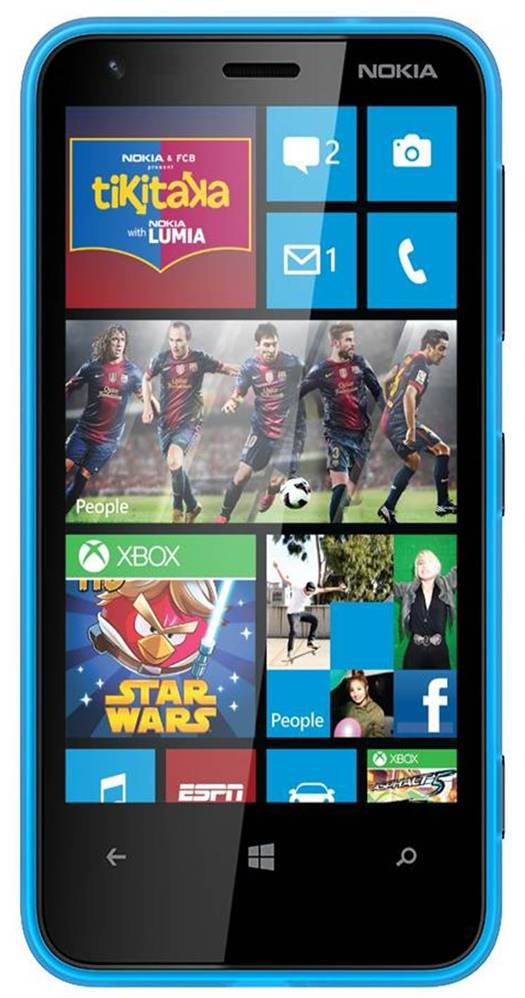 NOKIA
NOKIA & FCB
present
tiKitaka
NOKIA
with LUMIA
2
1
People
XBOX
STAR
WARS
People
f
ESPN
XBOX
ASPHALT 5